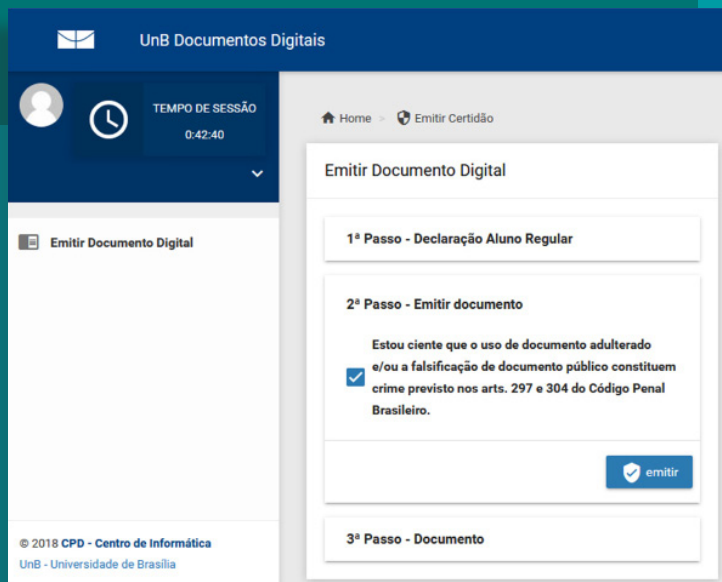 UnB Documentos Digitais
TEMPO DE SESSÃO
0:42:40
Emitir Documento Digital
© 2018 CPD - Centro de Informática
UnB - Universidade de Brasília
Home > Emitir Certidão
Emitir Documento Digital
1ª Passo - Declaração Aluno Regular
2ª Passo - Emitir documento
Estou ciente que o uso de documento adulterado
e/ou a falsificação de documento público constituem
crime previsto nos arts. 297 e 304 do Código Penal
Brasileiro.
emitir
3ª Passo - Documento